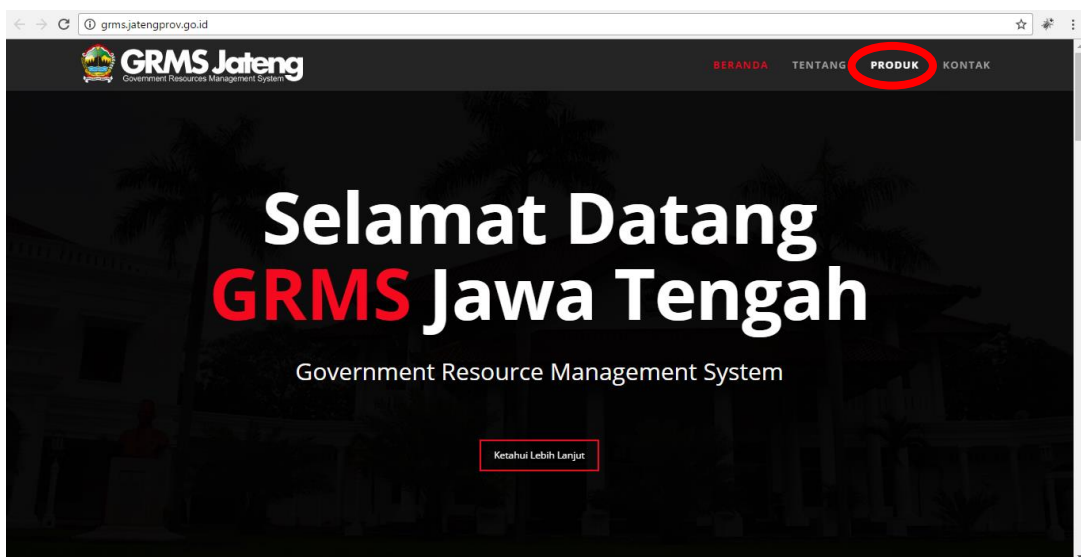 grms.jatengprov.go.id
GRMS Jateng
Government Resources Management System
BERANDA TENTANG PRODUK KONTAK
Selamat Datang
GRMS Jawa Tengah
Government Resource Management System
Ketahui Lebih Lanjut